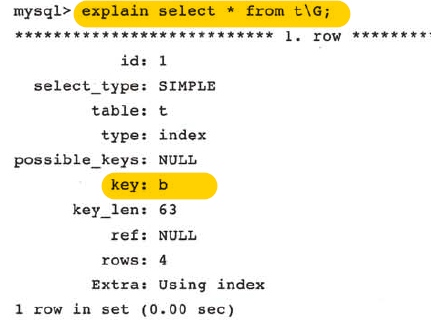 mysql> explain select * from t\G;
*************************** 1. row ********
id: 1
select_type: SIMPLE
table: t
type: index
possible_keys: NULL
key: b
key_len: 63
ref: NULL
rows: 4
Extra: Using index
1 row in set (0.00 sec)